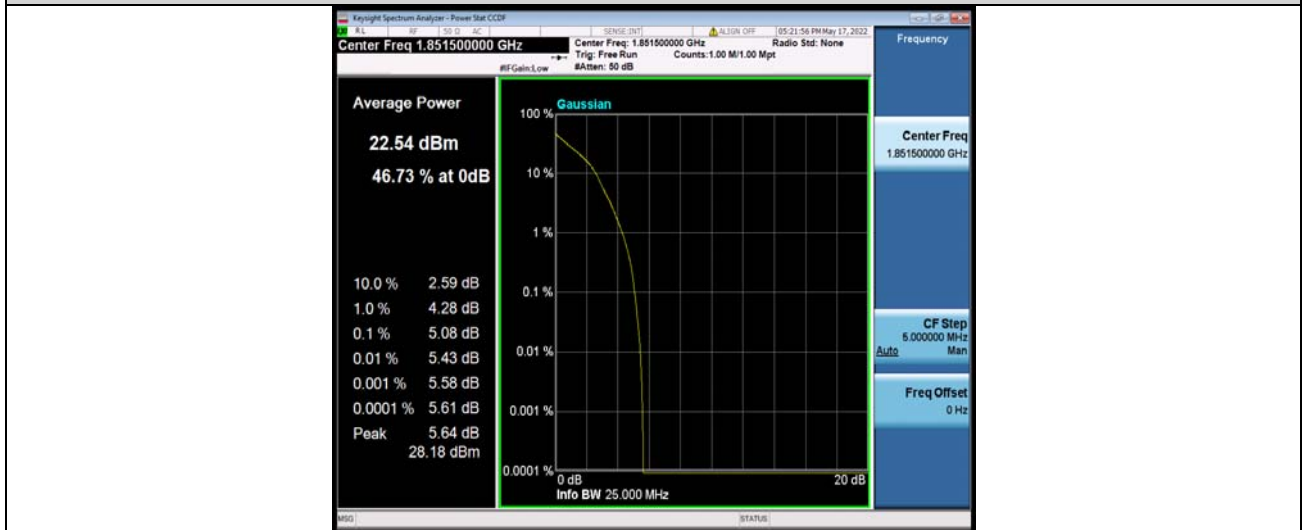 Keysight Spectrum Analyzer - Power Stat CCDF
RL RF 50 Ω AC SENSE:INT ALIGN OFF 05:21:56 PM May 17, 2022
Center Freq 1.851500000 GHz
Center Freq: 1.851500000 GHz Radio Std: None
Trig: Free Run Counts:1.00 M/1.00 Mpt
#IFGain:Low #Atten: 50 dB
Frequency
Average Power
22.54 dBm
46.73 % at 0dB
10.0 % 2.59 dB
1.0 % 4.28 dB
0.1 % 5.08 dB
0.01 % 5.43 dB
0.001 % 5.58 dB
0.0001 % 5.61 dB
Peak 5.64 dB
28.18 dBm
Gaussian
100 %
10 %
1 %
0.1 %
0.01 %
0.001 %
0.0001 %
0 dB 20 dB
Info BW 25.000 MHz
Center Freq
1.851500000 GHz
CF Step
5.000000 MHz
Auto Man
Freq Offset
0 Hz
MSG STATUS